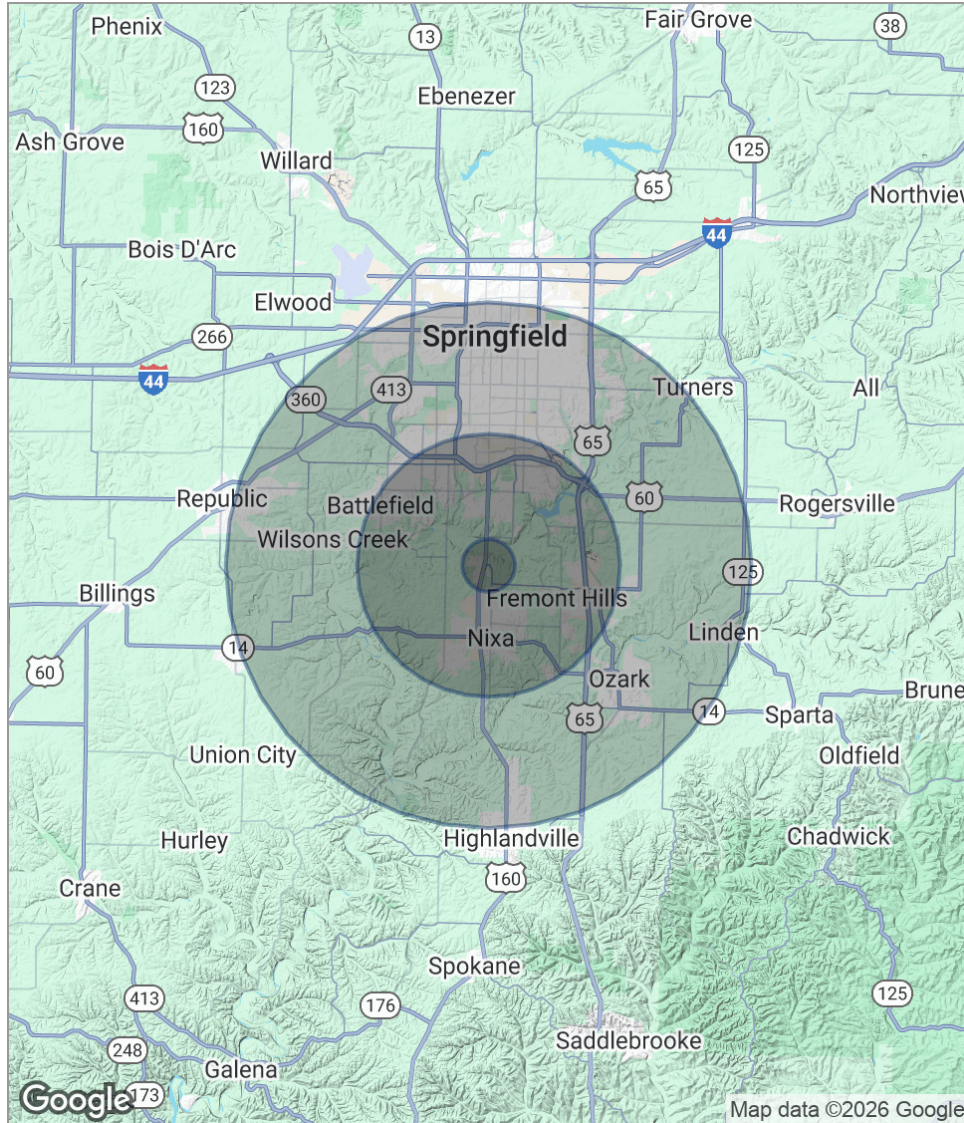 Phenix
Fair Grove
13
38
123
Ebenezer
160
Ash Grove
Willard
125
65
Northview
44
Bois D'Arc
Elwood
266
Springfield
44
360
413
Turners
All
65
Republic
Battlefield
60
Rogersville
Wilsons Creek
125
Billings
Fremont Hills
14
Nixa
Linden
60
Ozark
Brune
65
14
Sparta
Union City
Oldfield
Hurley
Highlandville
Chadwick
160
Crane
Spokane
413
176
125
248
Saddlebrooke
Galena
Google
173
Map data ©2026 Google